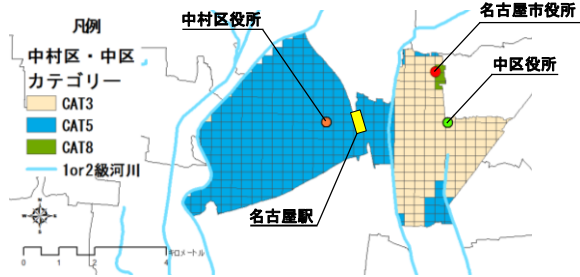 凡例
中村区・中区
カテゴリー
CAT3
CAT5
CAT8
1or2級河川
中村区役所
名古屋市役所
中区役所
名古屋駅
0 1 2 4
キロメートル